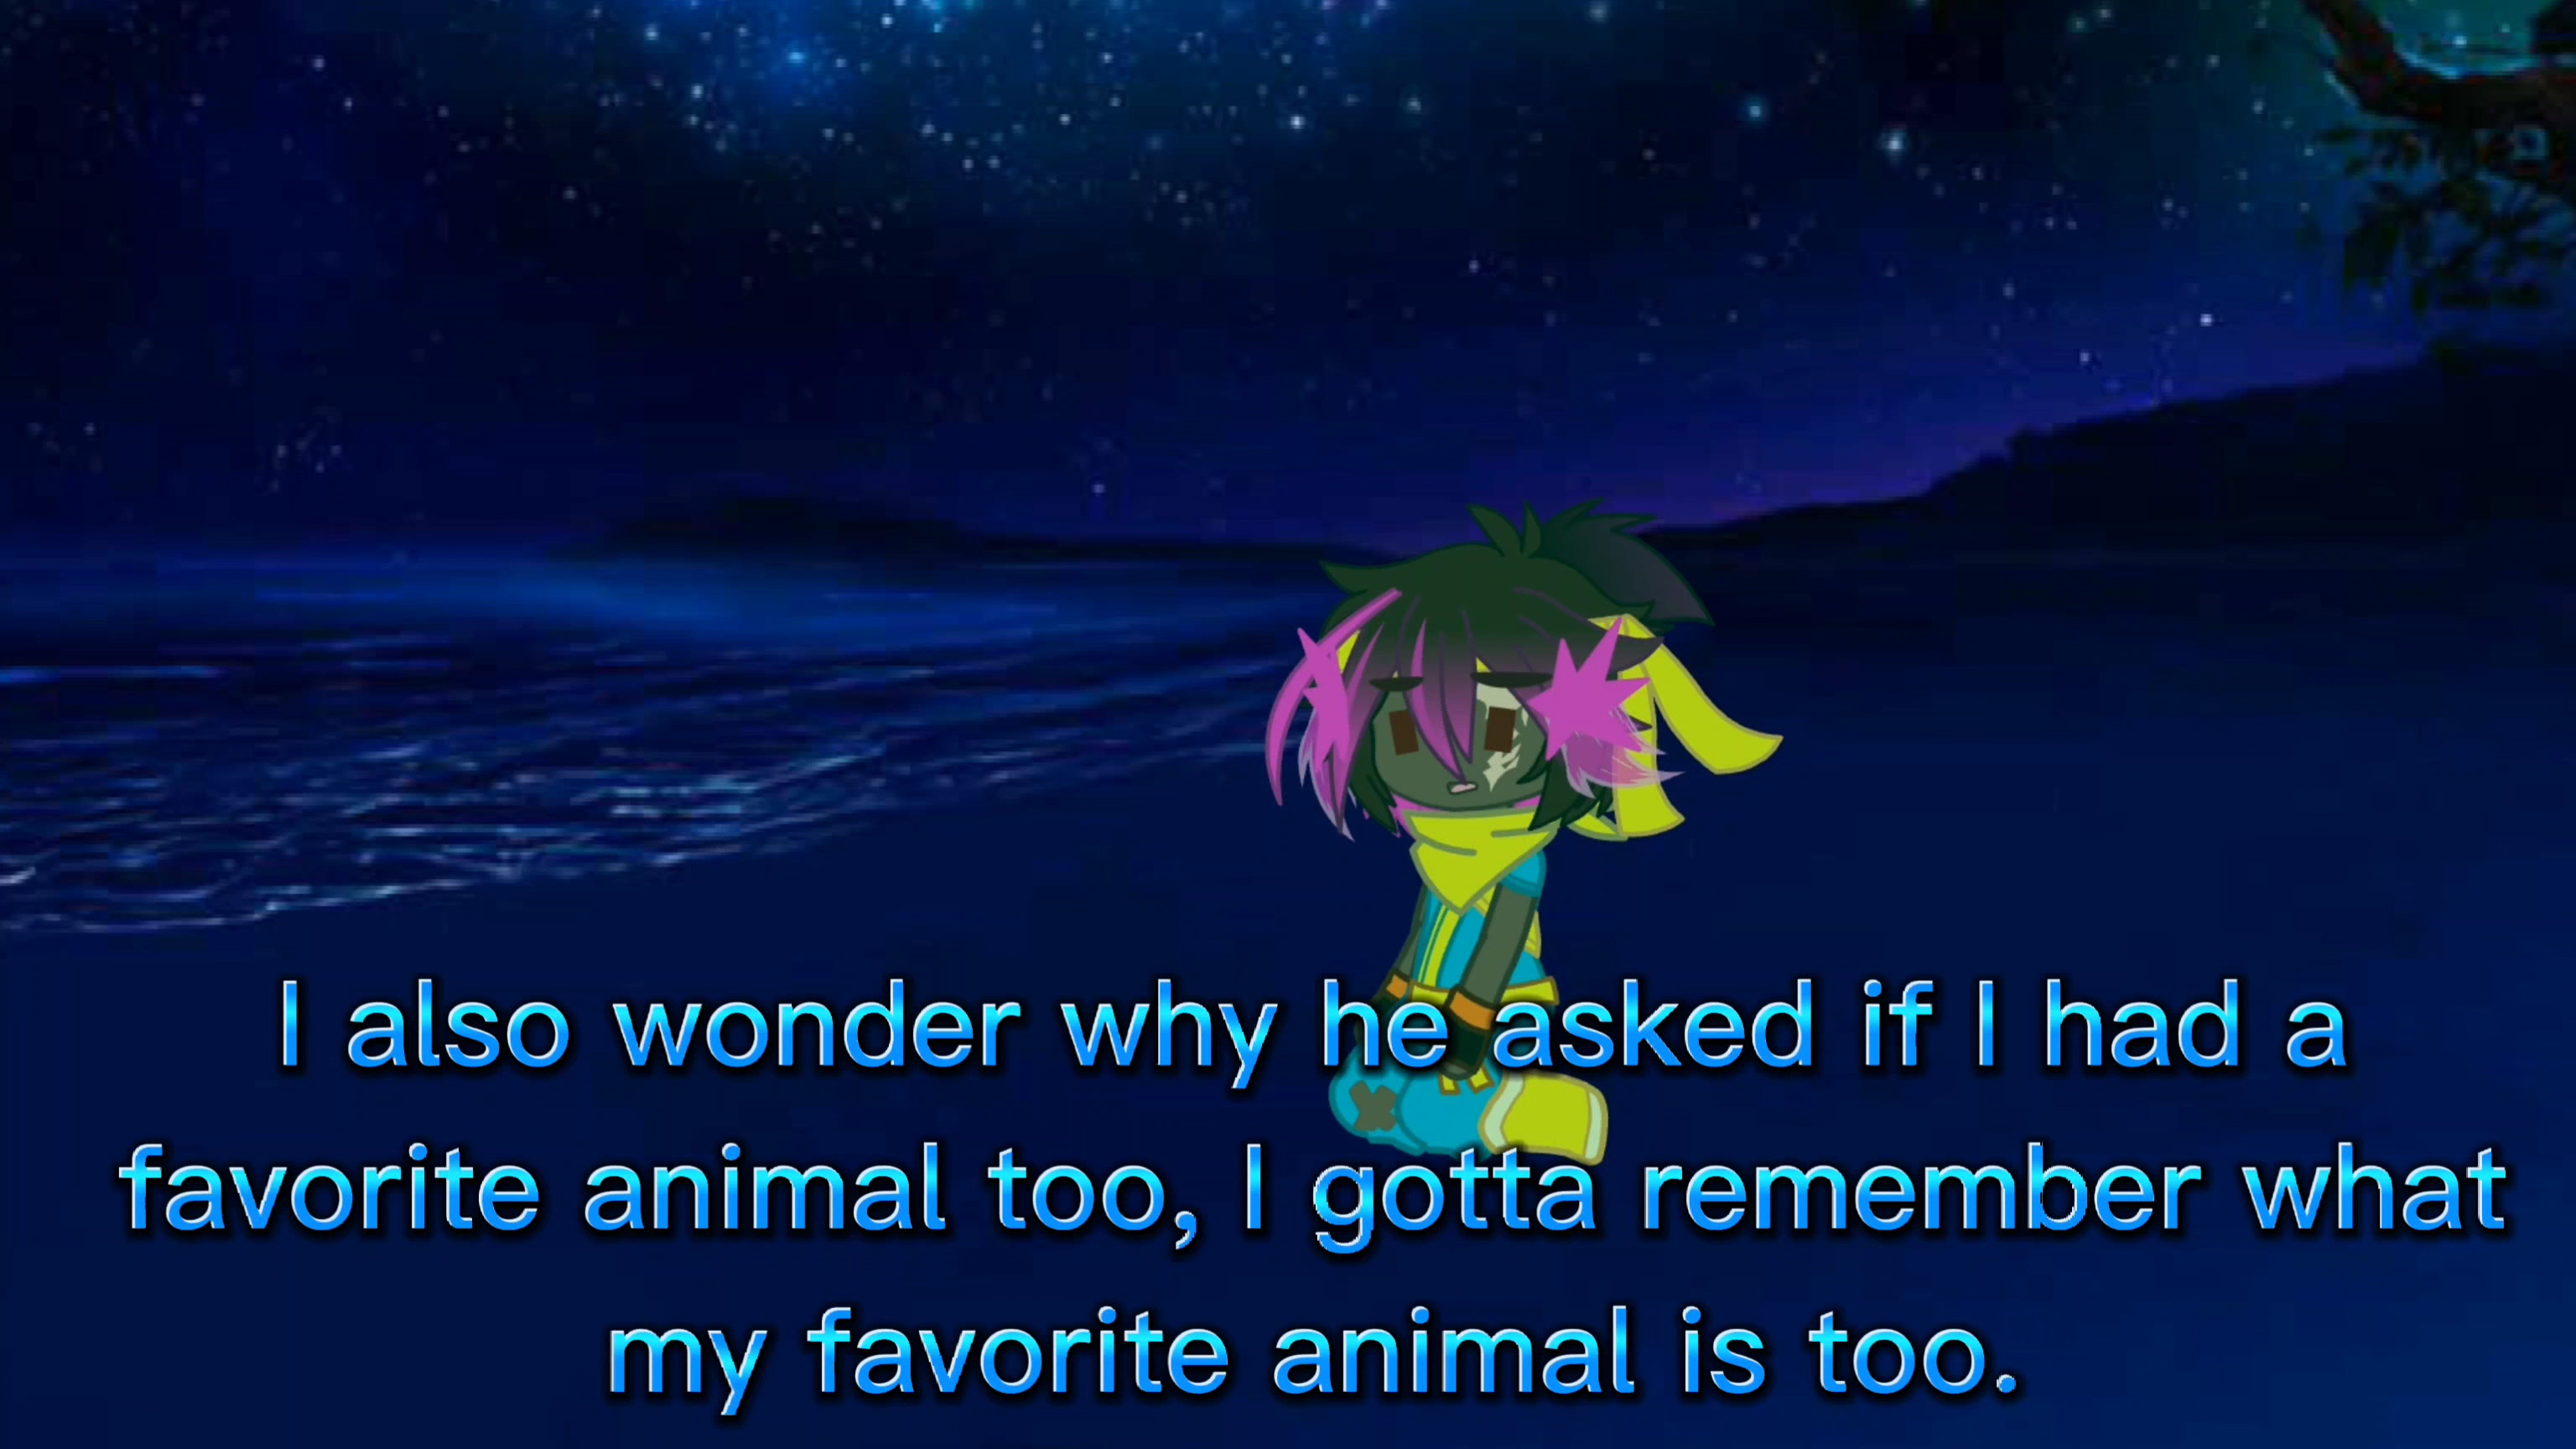 I also wonder why he asked if I had a
favorite animal too, I gotta remember what
my favorite animal is too.